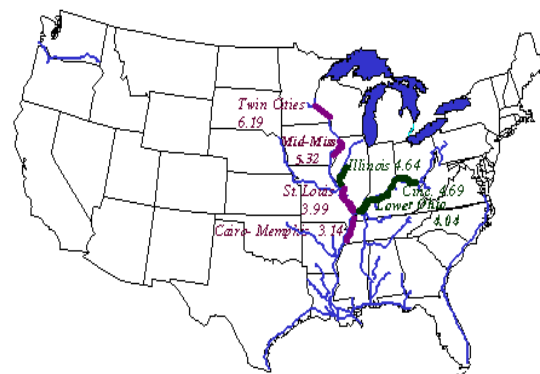 Twin Cities
6.19
Mid-Miss
5.32
Illinois 4.64
St. Louis
3.99
Cinc. 4.69
Lower Ohio
4.04
Cairo- Memphis 3.14